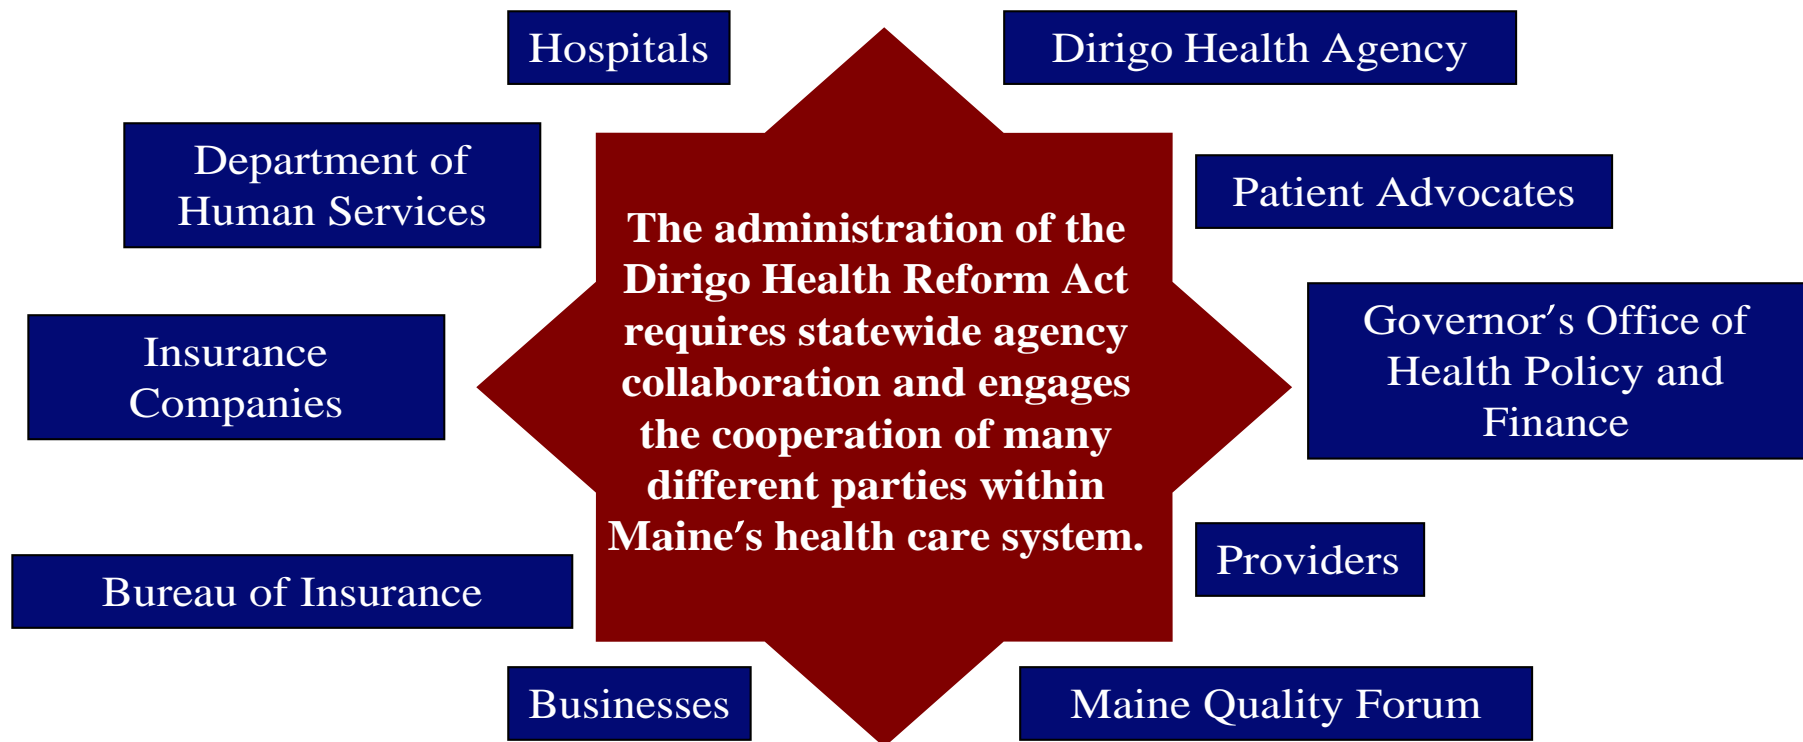 Hospitals
Dirigo Health Agency
Department of
Human Services
Patient Advocates
The administration of the
Dirigo Health Reform Act
requires statewide agency
collaboration and engages
the cooperation of many
different parties within
Maine′s health care system.
Insurance
Companies
Governor′s Office of
Health Policy and
Finance
Bureau of Insurance
Providers
Businesses
Maine Quality Forum